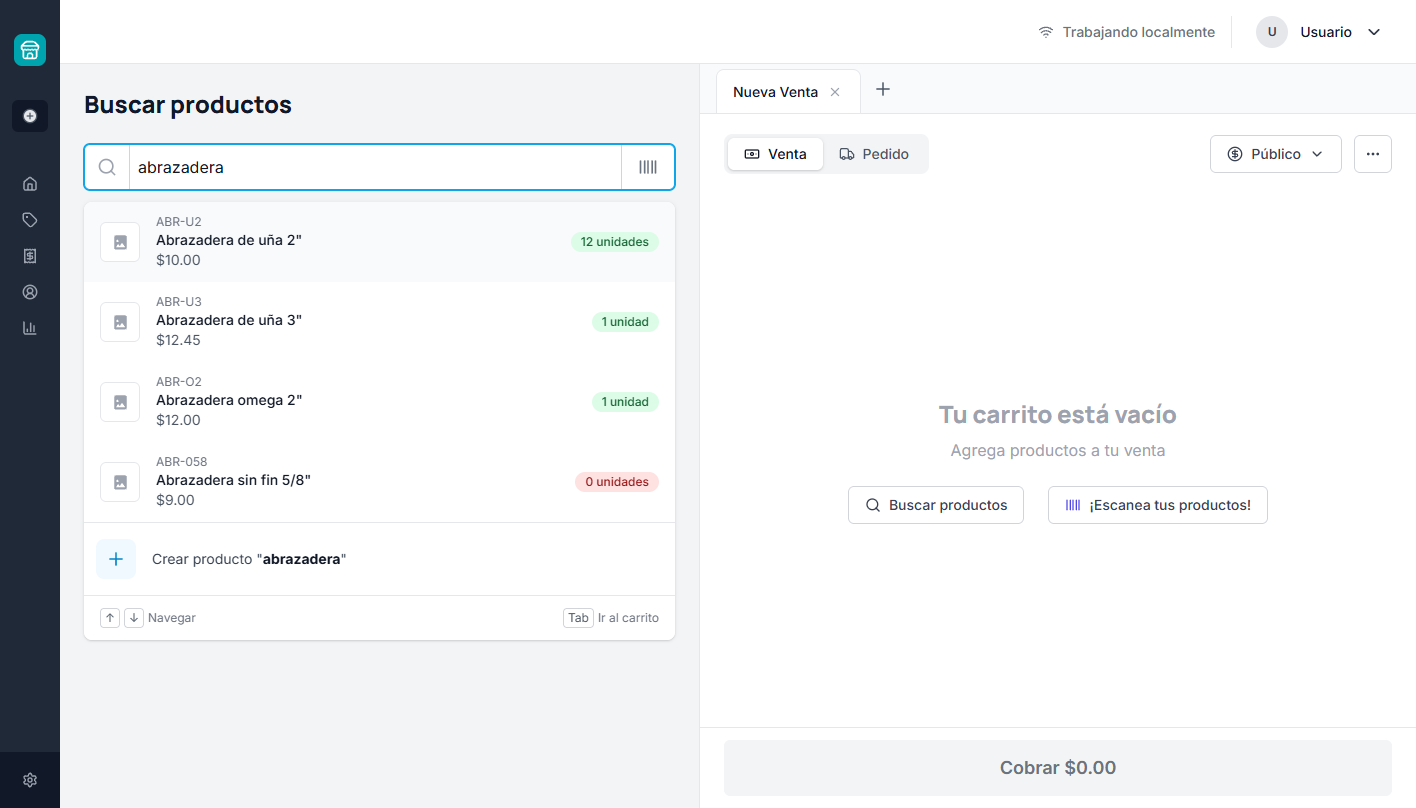 Trabajando localmente
U
Usuario
Buscar productos
abrazadera
ABR-U2
Abrazadera de uña 2"
$10.00
12 unidades
ABR-U3
Abrazadera de uña 3"
$12.45
1 unidad
ABR-O2
Abrazadera omega 2"
$12.00
1 unidad
ABR-058
Abrazadera sin fin 5/8"
$9.00
0 unidades
Crear producto "abrazadera"
Navegar
Tab Ir al carrito
Nueva Venta
Venta
Pedido
Público
Tu carrito está vacío
Agrega productos a tu venta
Buscar productos
¡Escanea tus productos!
Cobrar $0.00